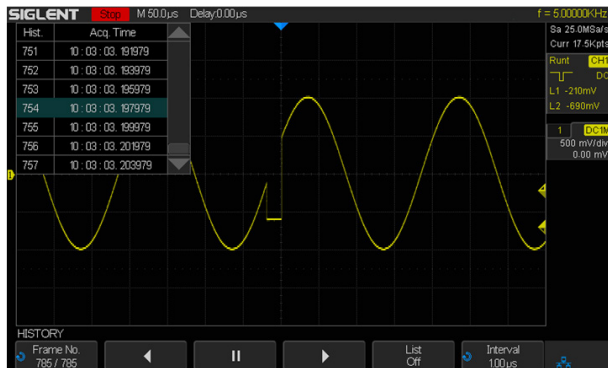 SIGLENT Stop M 50.0µs Delay:0.00µs f = 5.00000KHz
Hist. Acq. Time
751 10 : 03 : 03. 191979
752 10 : 03 : 03. 193979
753 10 : 03 : 03. 195979
754 10 : 03 : 03. 197979
755 10 : 03 : 03. 199979
756 10 : 03 : 03. 201979
757 10 : 03 : 03. 203979
Sa 25.0MSa/s
Curr 17.5Kpts
Runt CH1
DC
L1 -210mV
L2 -690mV
1 DC1M
500 mV/div
0.00 mV
1
HISTORY
Frame No. List Interval
785 / 785 Off 100µs